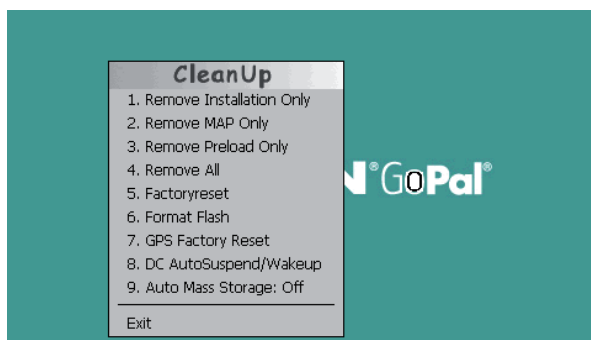 CleanUp
1. Remove Installation Only
2. Remove MAP Only
3. Remove Preload Only
4. Remove All
5. Factoryreset
6. Format Flash
7. GPS Factory Reset
8. DC AutoSuspend/Wakeup
9. Auto Mass Storage: Off
Exit
N®GoPal®